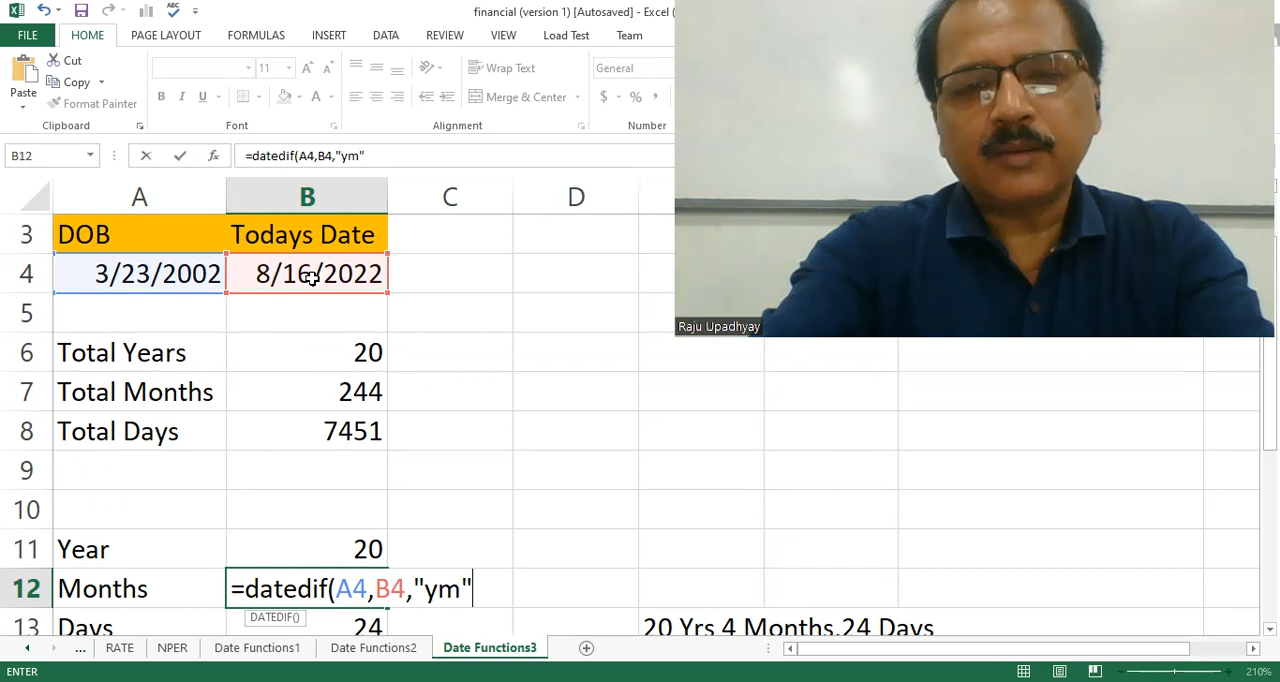 financial (version 1) [Autosaved] - Excel (
FILE HOME PAGE LAYOUT FORMULAS INSERT DATA REVIEW VIEW Load Test Team
Cut
Copy
Format Painter
Paste
11
Wrap Text
Merge & Center
General
B I U
$ % ,
Clipboard Font Alignment Number
B12 =datedif(A4,B4,"ym"
A B C D
3 DOB Todays Date
4 3/23/2002 8/16/2022
5
6 Total Years 20
7 Total Months 244
8 Total Days 7451
9
10
11 Year 20
12 Months =datedif(A4,B4,"ym"
DATEDIF()
13 Days 24 20 Yrs 4 Months,24 Days
Raju Upadhyay
... RATE NPER Date Functions1 Date Functions2 Date Functions3
ENTER 210%